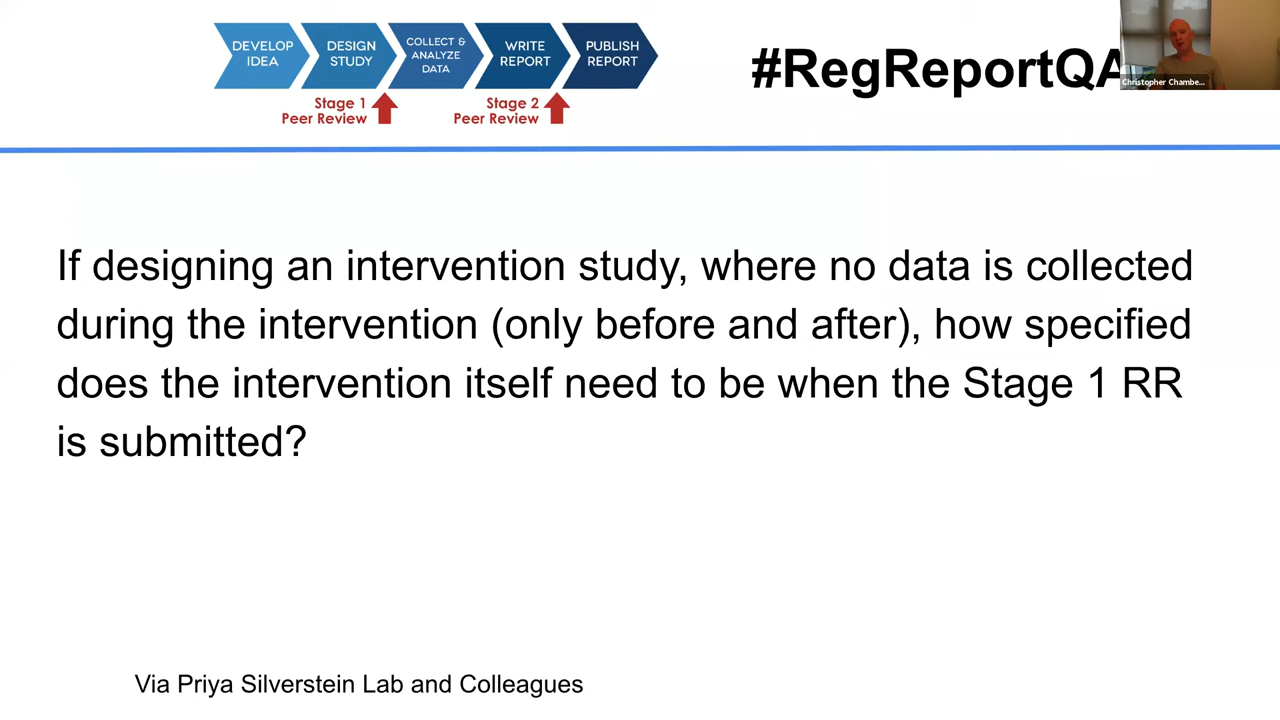 DEVELOP IDEA
DESIGN STUDY
COLLECT & ANALYZE DATA
WRITE REPORT
PUBLISH REPORT
Stage 1 Peer Review
Stage 2 Peer Review
#RegReportQA
Christopher Chambe...
If designing an intervention study, where no data is collected
during the intervention (only before and after), how specified
does the intervention itself need to be when the Stage 1 RR
is submitted?
Via Priya Silverstein Lab and Colleagues